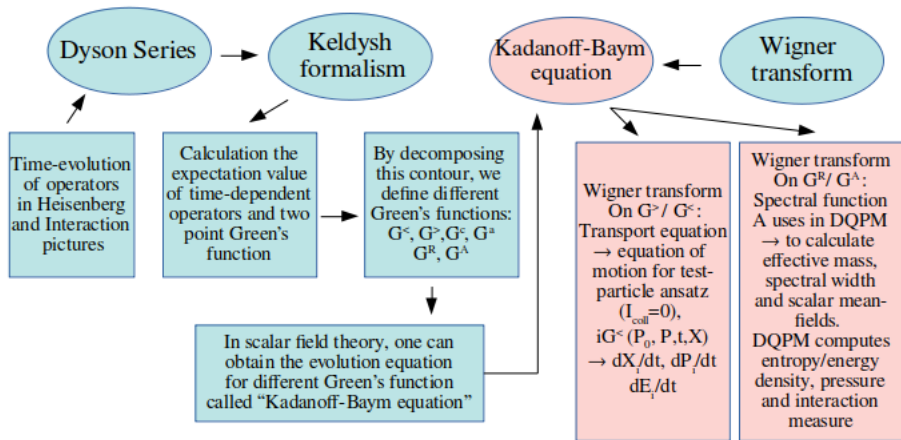 Dyson Series
Keldysh
formalism
Kadanoff-Baym
equation
Wigner
transform
Time-evolution
of operators
in Heisenberg
and Interaction
pictures
Calculation the
expectation value
of time-dependent
operators and two
point Green's
function
By decomposing
this contour, we
define different
Green's functions:
G<, G>,Gᶜ, Gᵃ
Gᴿ, Gᴬ
In scalar field theory, one can
obtain the evolution equation
for different Green's function
called “Kadanoff-Baym equation”
Wigner transform
On G>/ G<:
Transport equation
→ equation of
motion for test-
particle ansatz
(I_coll=0),
iG< (P₀, P,t,X)
→ dXᵢ/dt, dPᵢ/dt
dEᵢ/dt
Wigner transform
On Gᴿ/ Gᴬ:
Spectral function
A uses in DQPM
→ to calculate
effective mass,
spectral width
and scalar mean-
fields.
DQPM computes
entropy/energy
density, pressure
and interaction
measure